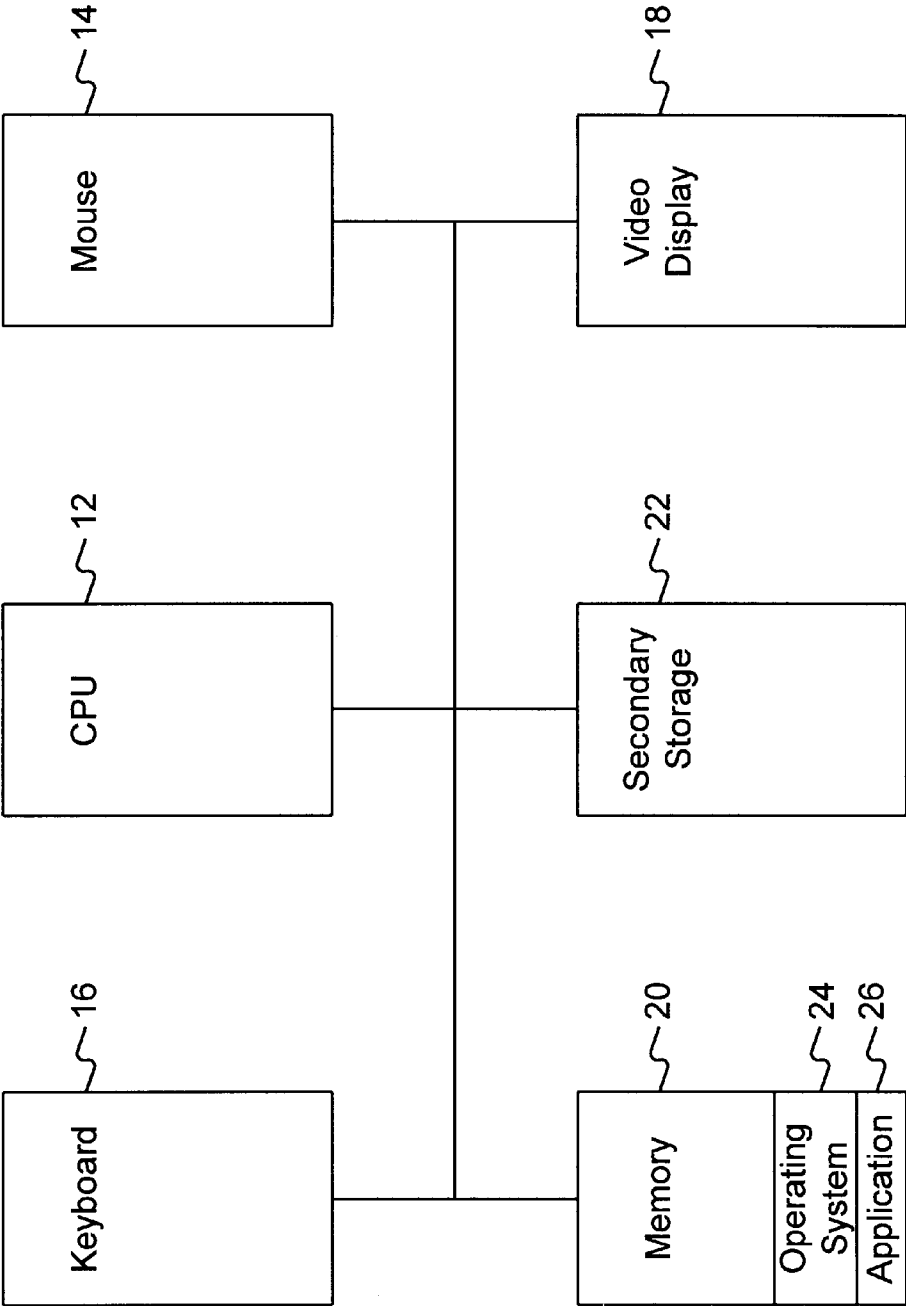 Keyboard
16
CPU
12
Mouse
14
Memory
20
Operating
System
24
Application
26
Secondary
Storage
22
Video
Display
18